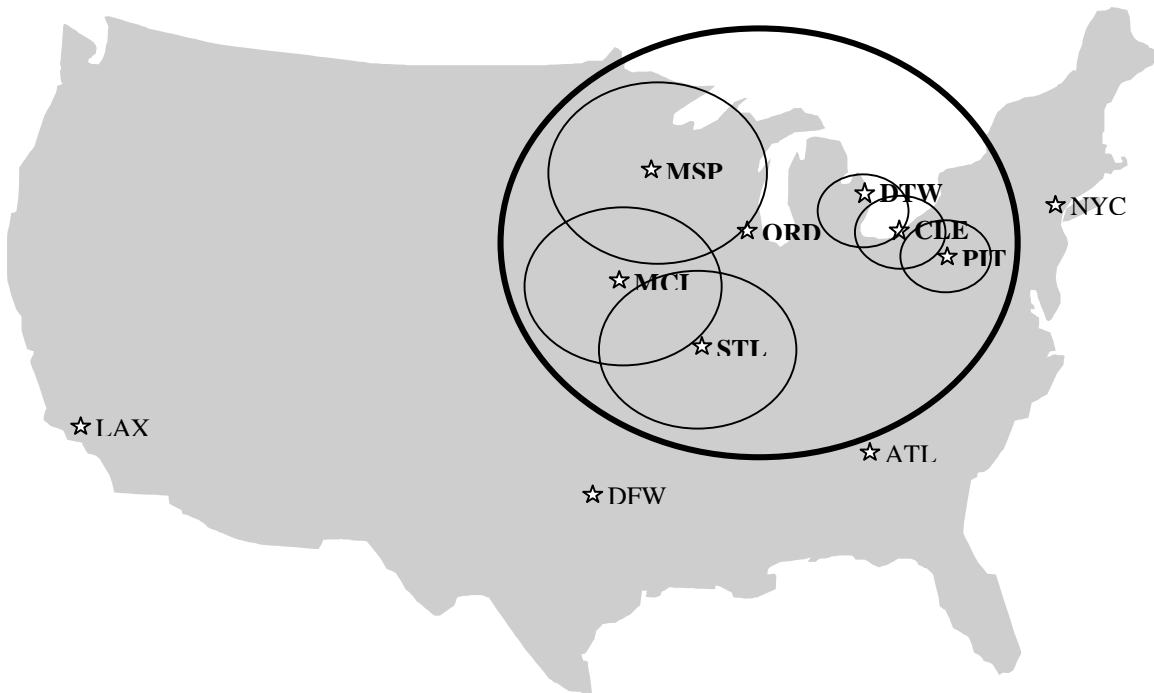 MSP
DTW
NYC
ORD
CLE
PIT
MCI
STL
LAX
ATL
DFW